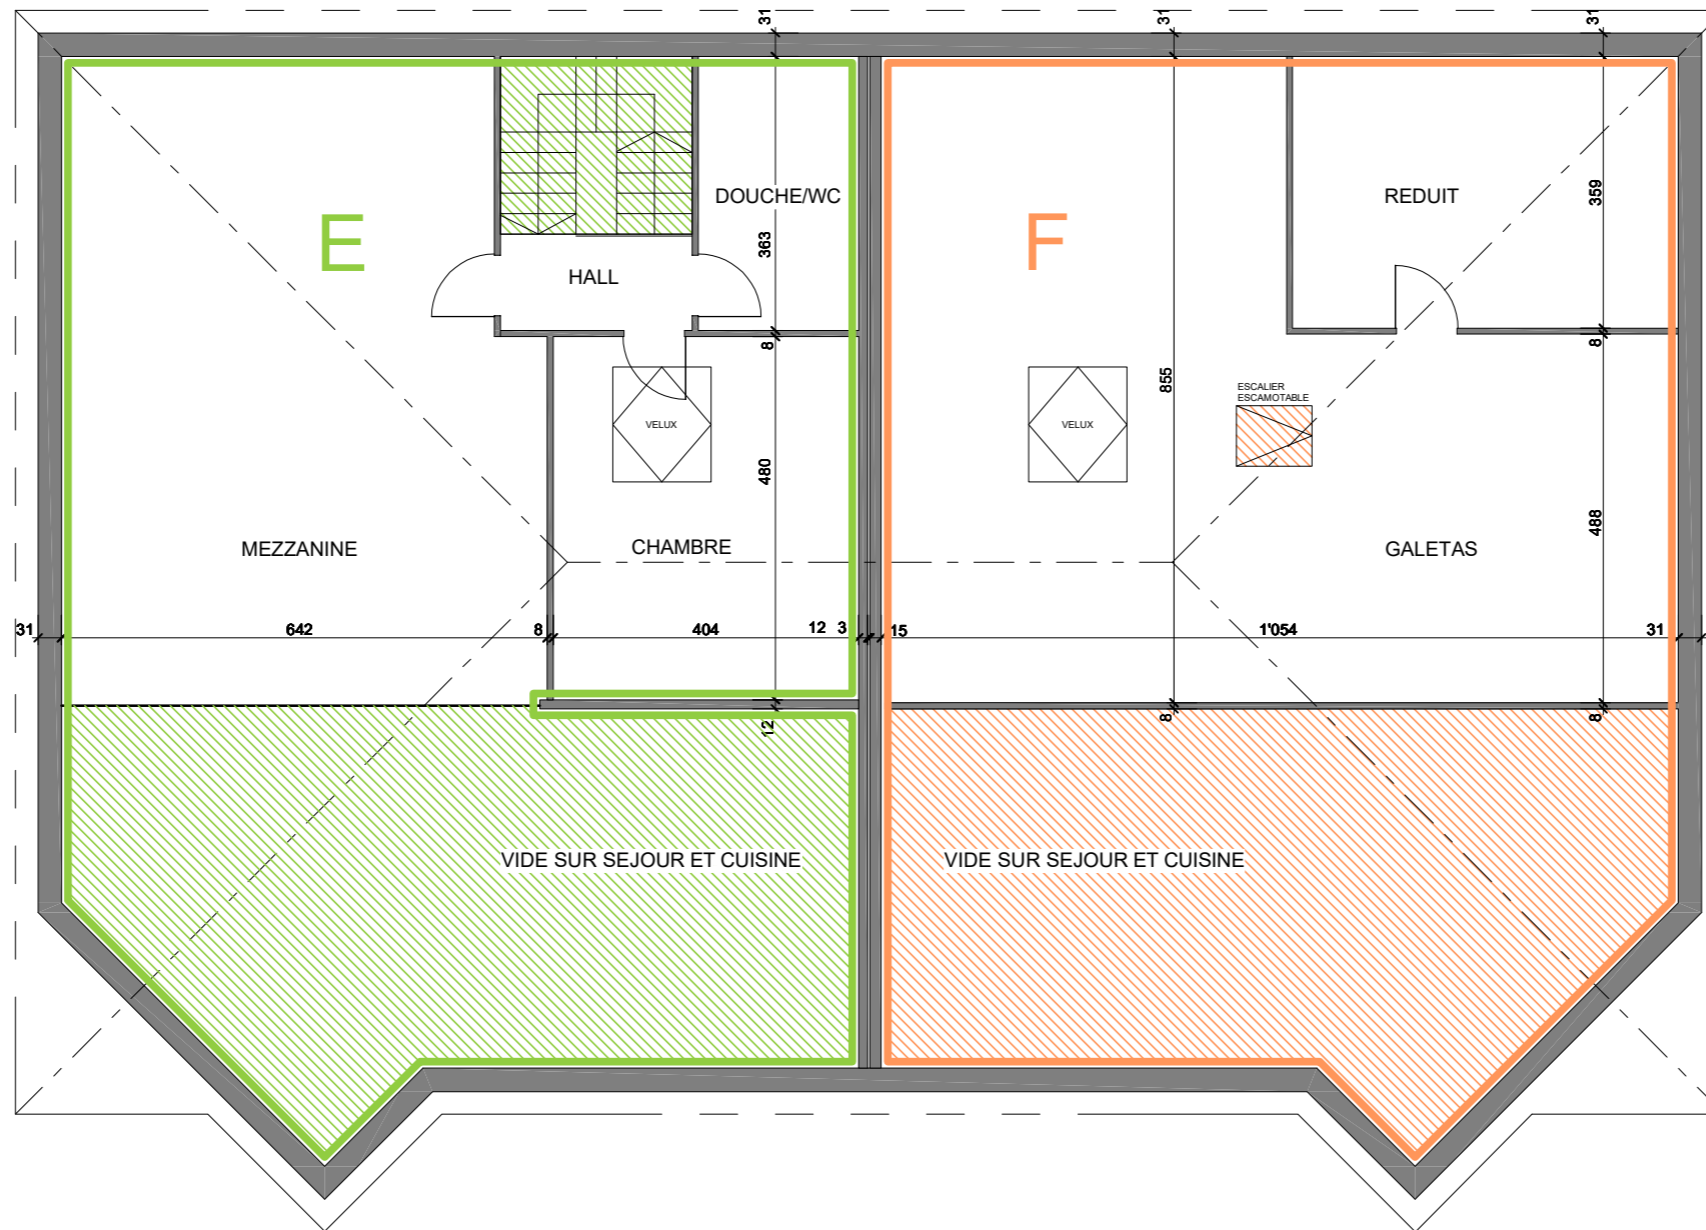 31
31
31
DOUCHE/WC
REDUIT
359
E
F
363
HALL
8
8
855
ESCALIER
ESCAMOTABLE
VELUX
VELUX
480
488
MEZZANINE
CHAMBRE
GALETAS
31
642
8
404
12
3
15
1'054
31
12
8
8
VIDE SUR SEJOUR ET CUISINE
VIDE SUR SEJOUR ET CUISINE